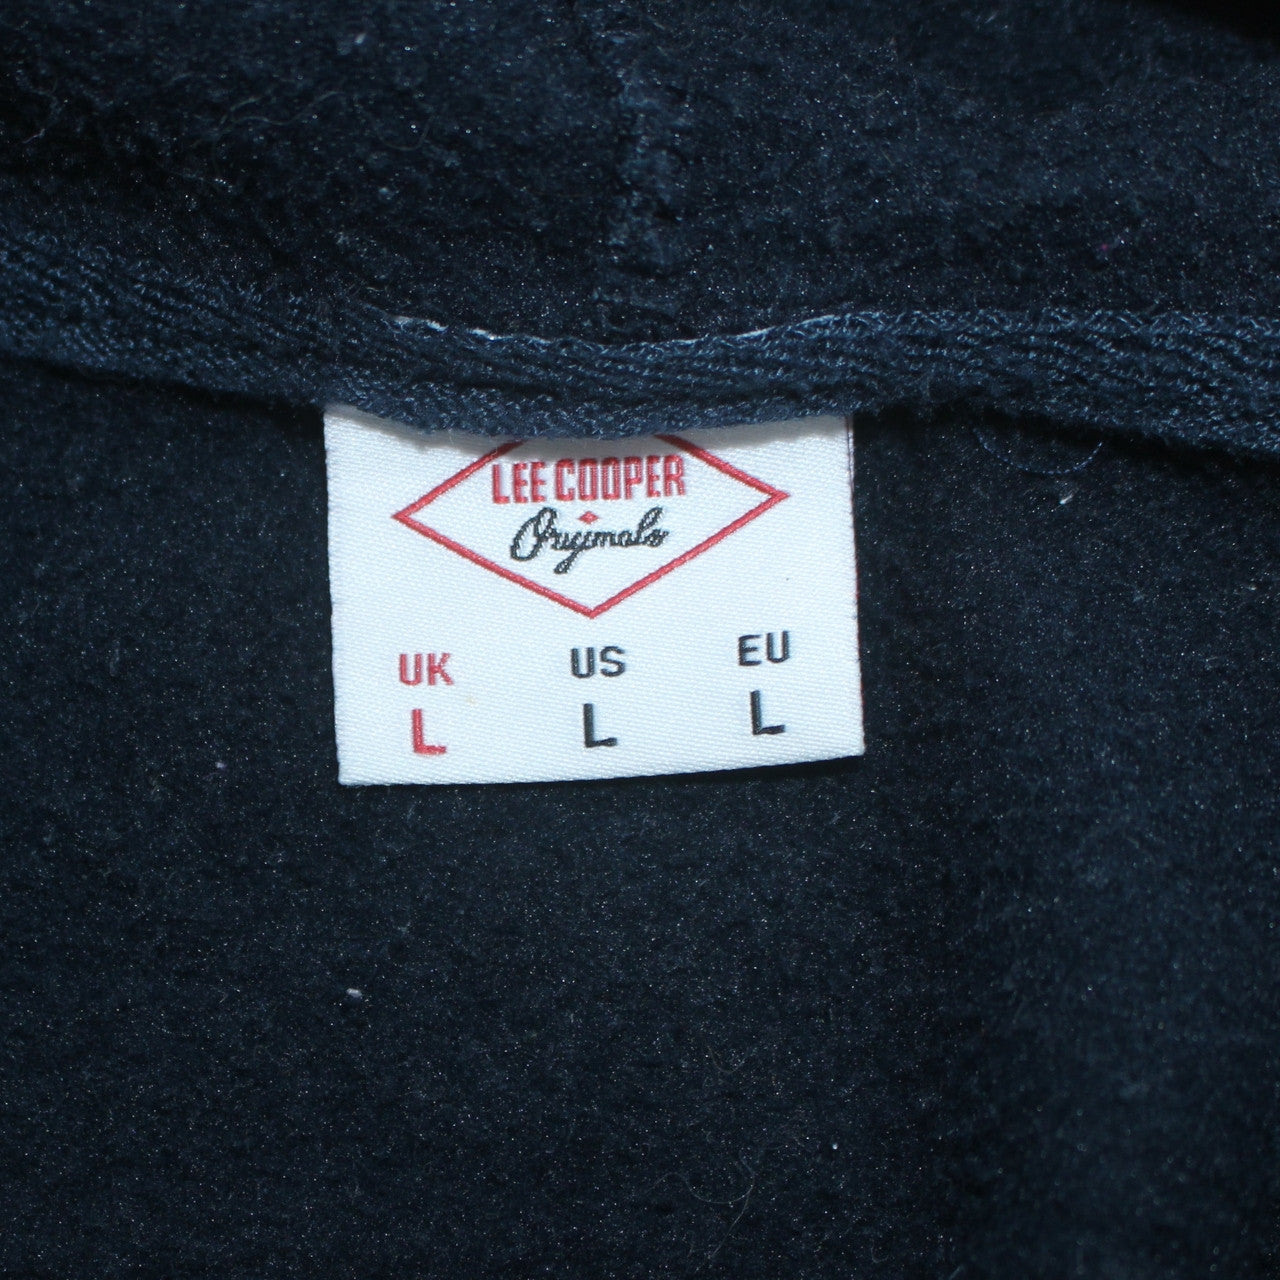 LEE COOPER
Originals
UK US EU
L L L